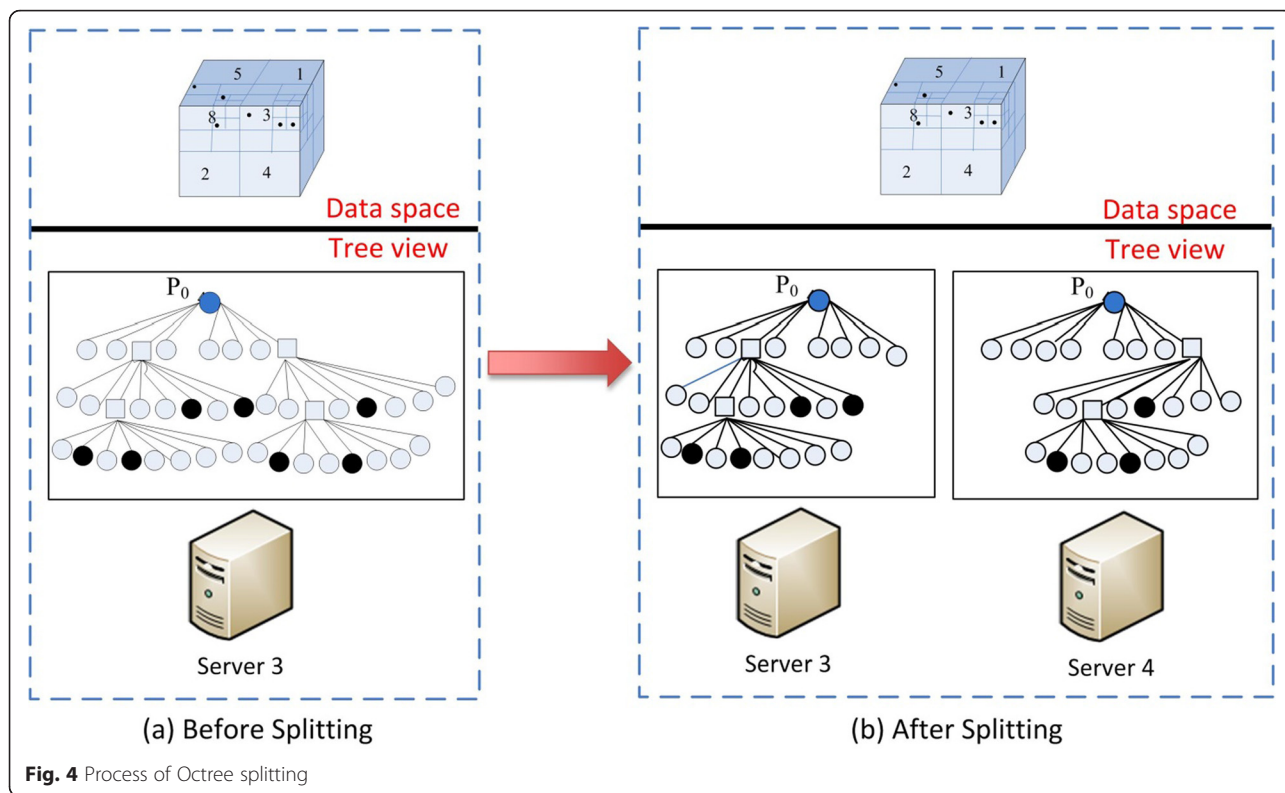 5 1
8 3
2 4
Data space
Tree view
P0
Server 3
(a) Before Splitting
5 1
8 3
2 4
Data space
Tree view
P0
P0
Server 3
Server 4
(b) After Splitting
Fig. 4 Process of Octree splitting